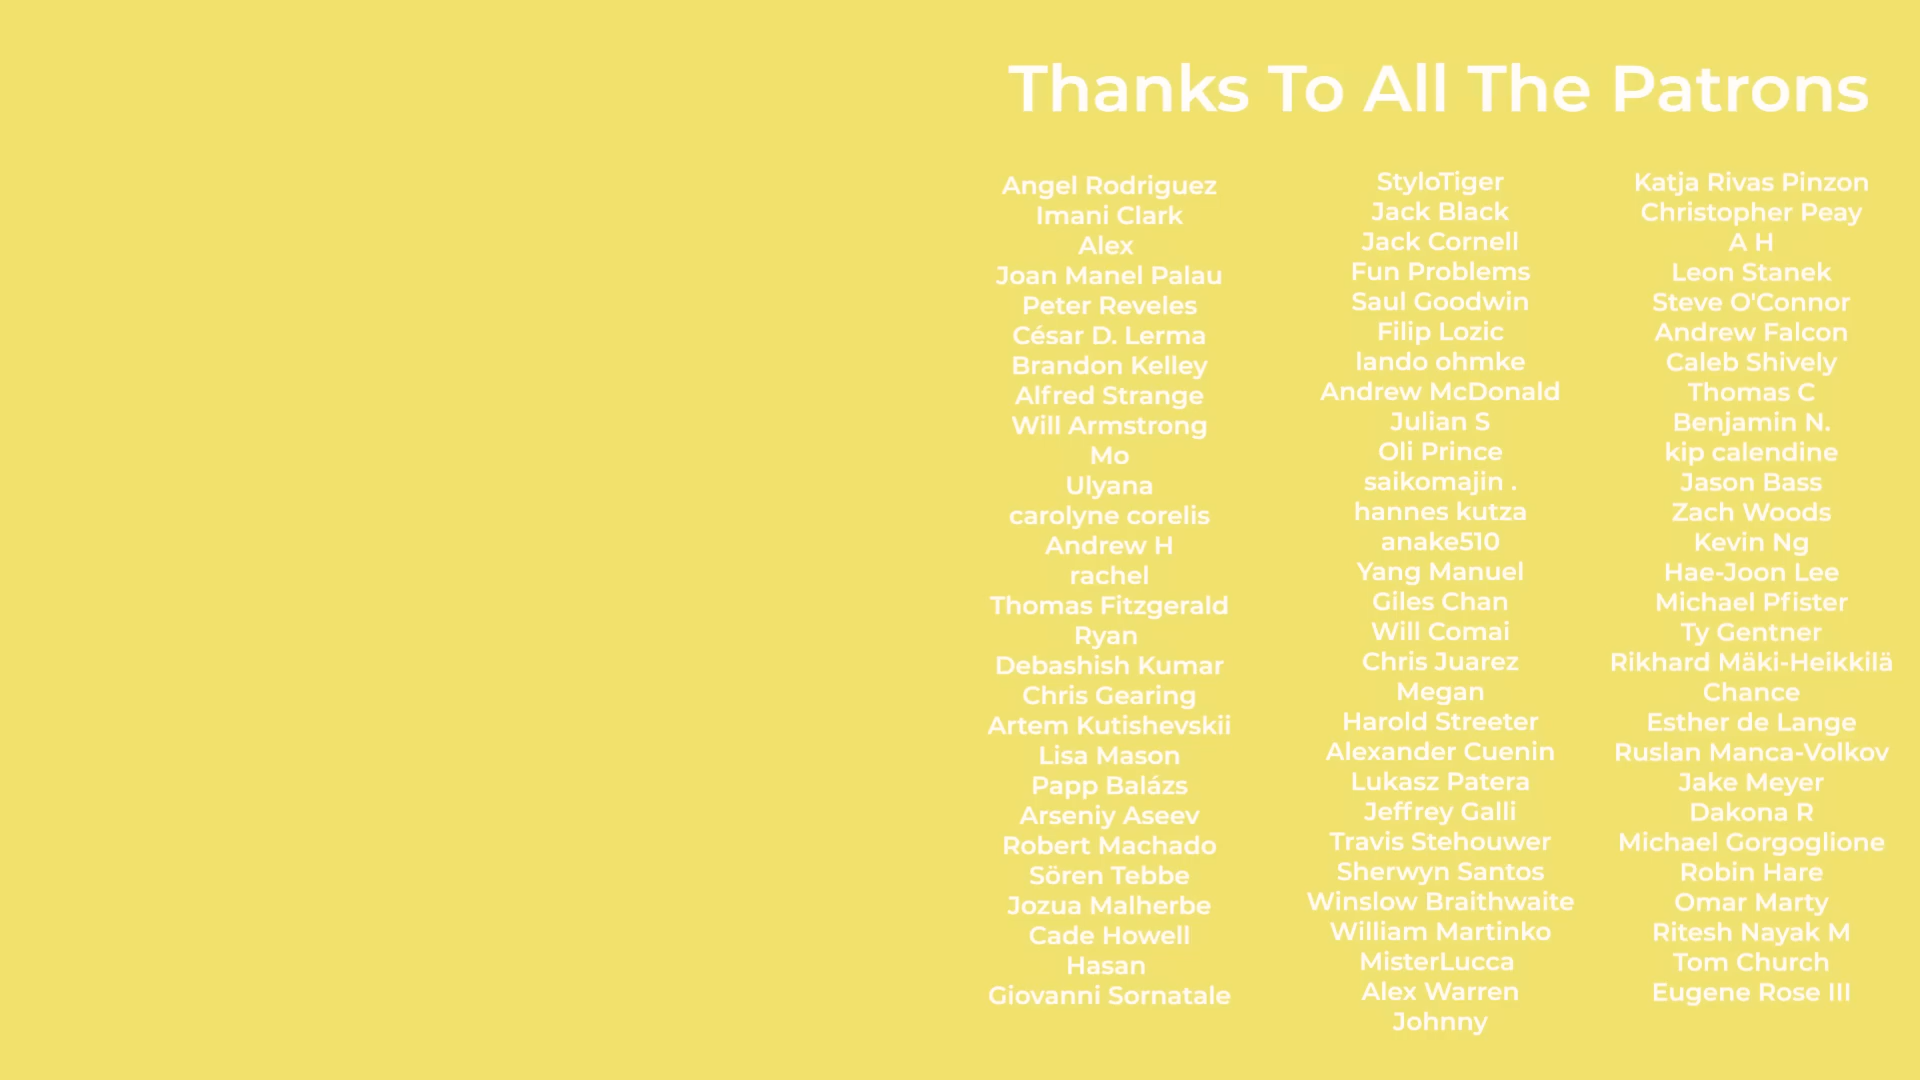 Thanks To All The Patrons
Angel Rodriguez
Imani Clark
Alex
Joan Manel Palau
Peter Reveles
César D. Lerma
Brandon Kelley
Alfred Strange
Will Armstrong
Mo
Ulyana
carolyne corelis
Andrew H
rachel
Thomas Fitzgerald
Ryan
Debashish Kumar
Chris Gearing
Artem Kutishevskii
Lisa Mason
Papp Balázs
Arseniy Aseev
Robert Machado
Sören Tebbe
Jozua Malherbe
Cade Howell
Hasan
Giovanni Sornatale
StyloTiger
Jack Black
Jack Cornell
Fun Problems
Saul Goodwin
Filip Lozic
lando ohmke
Andrew McDonald
Julian S
Oli Prince
saikomajin .
hannes kutza
anake510
Yang Manuel
Giles Chan
Will Comai
Chris Juarez
Megan
Harold Streeter
Alexander Cuenin
Lukasz Patera
Jeffrey Galli
Travis Stehouwer
Sherwyn Santos
Winslow Braithwaite
William Martinko
MisterLucca
Alex Warren
Johnny
Katja Rivas Pinzon
Christopher Peay
A H
Leon Stanek
Steve O'Connor
Andrew Falcon
Caleb Shively
Thomas C
Benjamin N.
kip calendine
Jason Bass
Zach Woods
Kevin Ng
Hae-Joon Lee
Michael Pfister
Ty Gentner
Rikhard Mäki-Heikkilä
Chance
Esther de Lange
Ruslan Manca-Volkov
Jake Meyer
Dakona R
Michael Gorgoglione
Robin Hare
Omar Marty
Ritesh Nayak M
Tom Church
Eugene Rose III